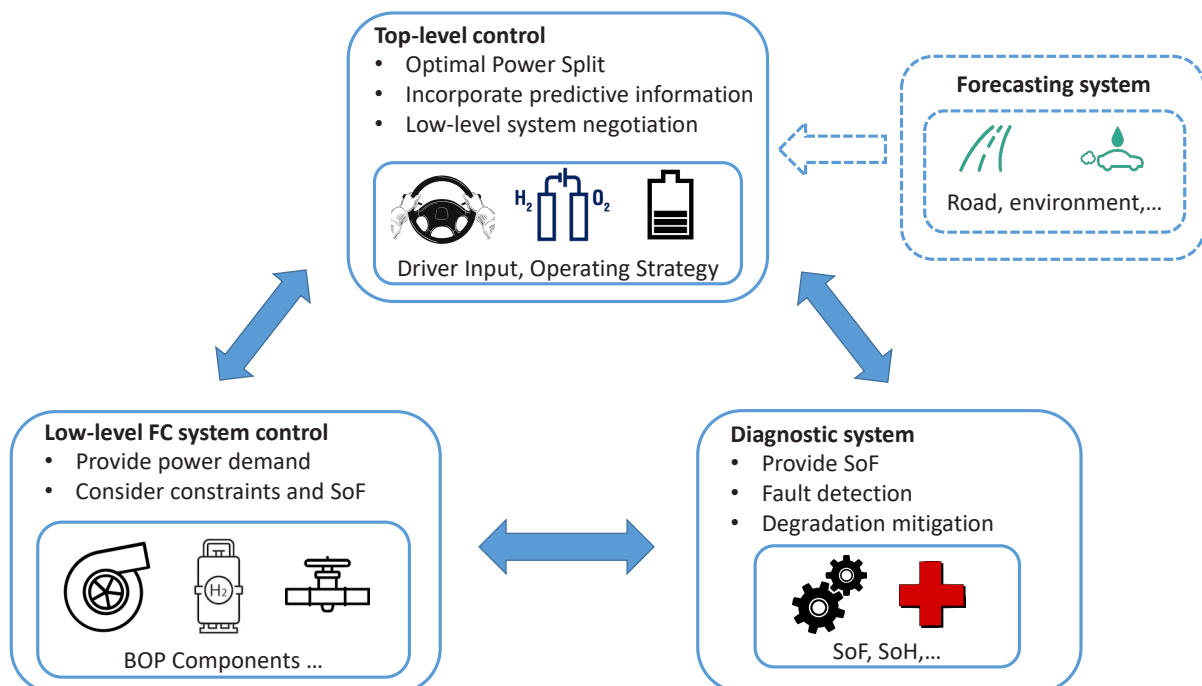 Top-level control
• Optimal Power Split
• Incorporate predictive information
• Low-level system negotiation
H2 O2
Driver Input, Operating Strategy
Forecasting system
Road, environment,...
Low-level FC system control
• Provide power demand
• Consider constraints and SoF
H2
BOP Components ...
Diagnostic system
• Provide SoF
• Fault detection
• Degradation mitigation
SoF, SoH,...